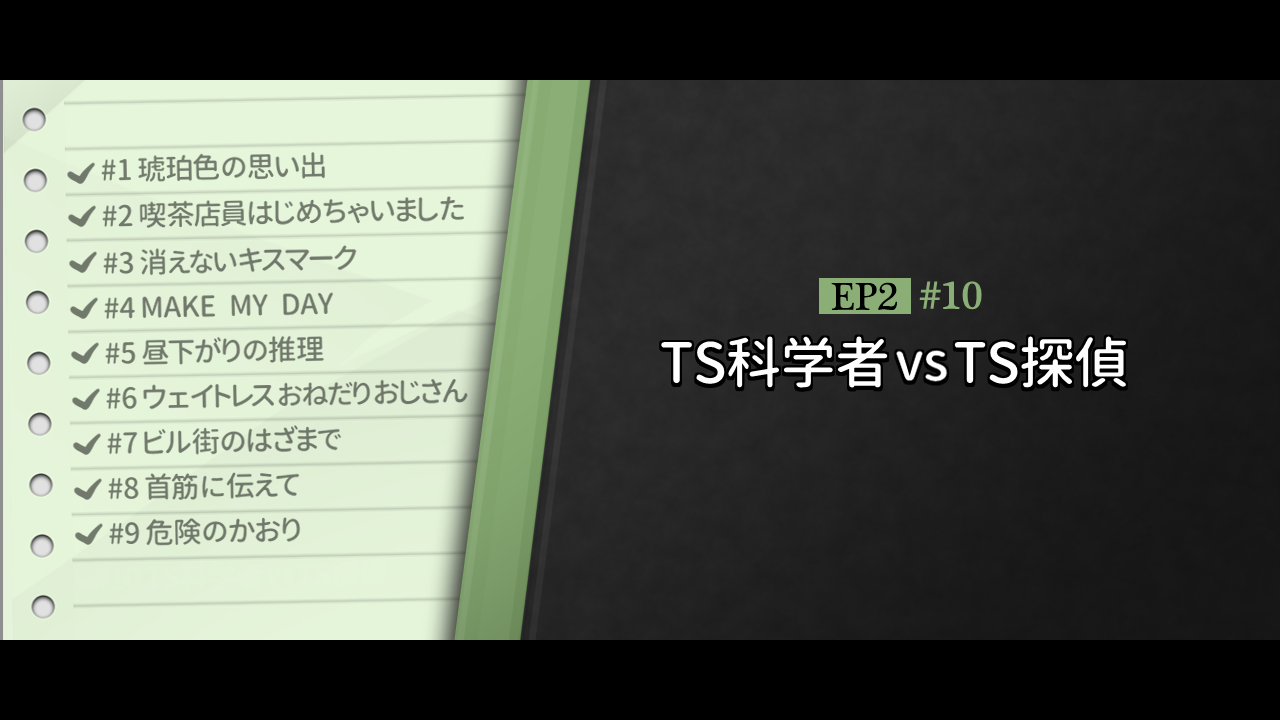 #1 琥珀色の思い出
#2 喫茶店員はじめちゃいました
#3 消えないキスマーク
#4 MAKE MY DAY
#5 昼下がりの推理
#6 ウェイトレスおねだりおじさん
#7 ビル街のはざまで
#8 首筋に伝えて
#9 危険のかおり
EP2 #10
TS科学者vsTS探偵